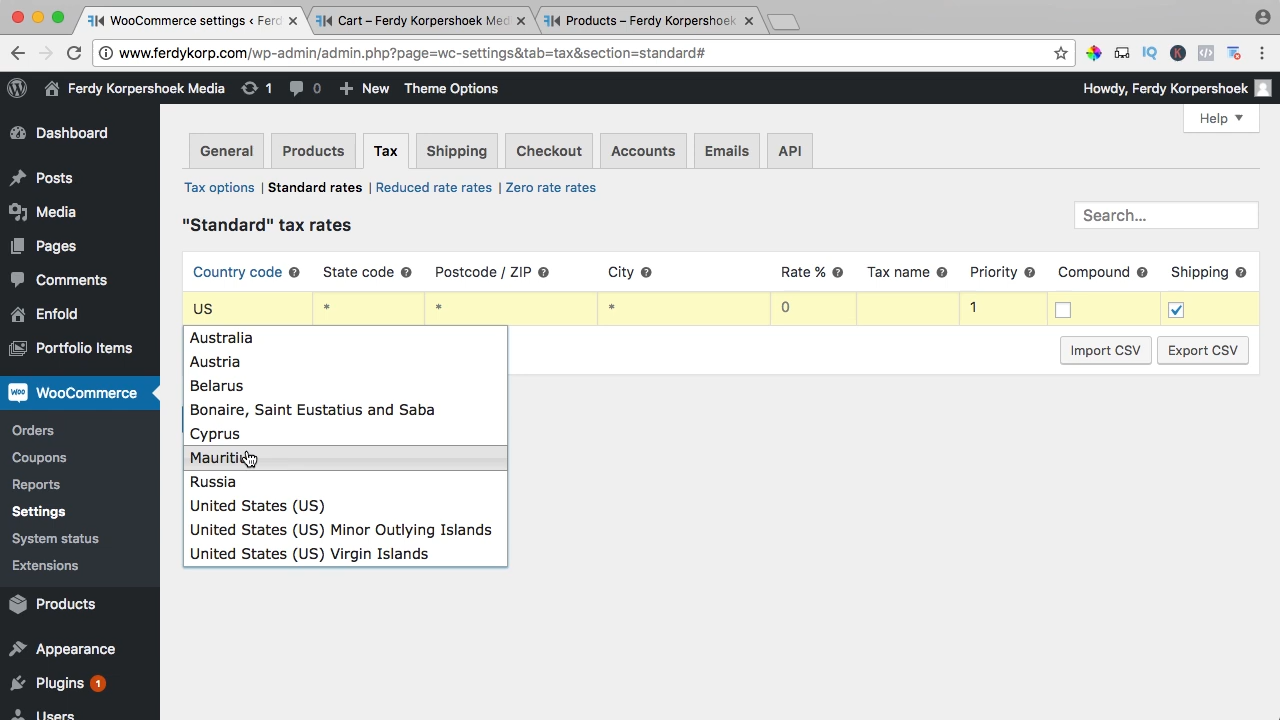 WooCommerce settings ‹ Ferd
Cart – Ferdy Korpershoek Med
Products – Ferdy Korpershoek
www.ferdykorp.com/wp-admin/admin.php?page=wc-settings&tab=tax&section=standard#
Ferdy Korpershoek Media 1 0 New Theme Options Howdy, Ferdy Korpershoek
Help
Dashboard
Posts
Media
Pages
Comments
Enfold
Portfolio Items
WooCommerce
Orders
Coupons
Reports
Settings
System status
Extensions
Products
Appearance
Plugins 1
Users
General Products Tax Shipping Checkout Accounts Emails API
Tax options | Standard rates | Reduced rate rates | Zero rate rates
"Standard" tax rates
Search...
Country code ? State code ? Postcode / ZIP ? City ? Rate % ? Tax name ? Priority ? Compound ? Shipping ?
US * * * 0 1
Import CSV Export CSV
Australia
Austria
Belarus
Bonaire, Saint Eustatius and Saba
Cyprus
Mauritius
Russia
United States (US)
United States (US) Minor Outlying Islands
United States (US) Virgin Islands